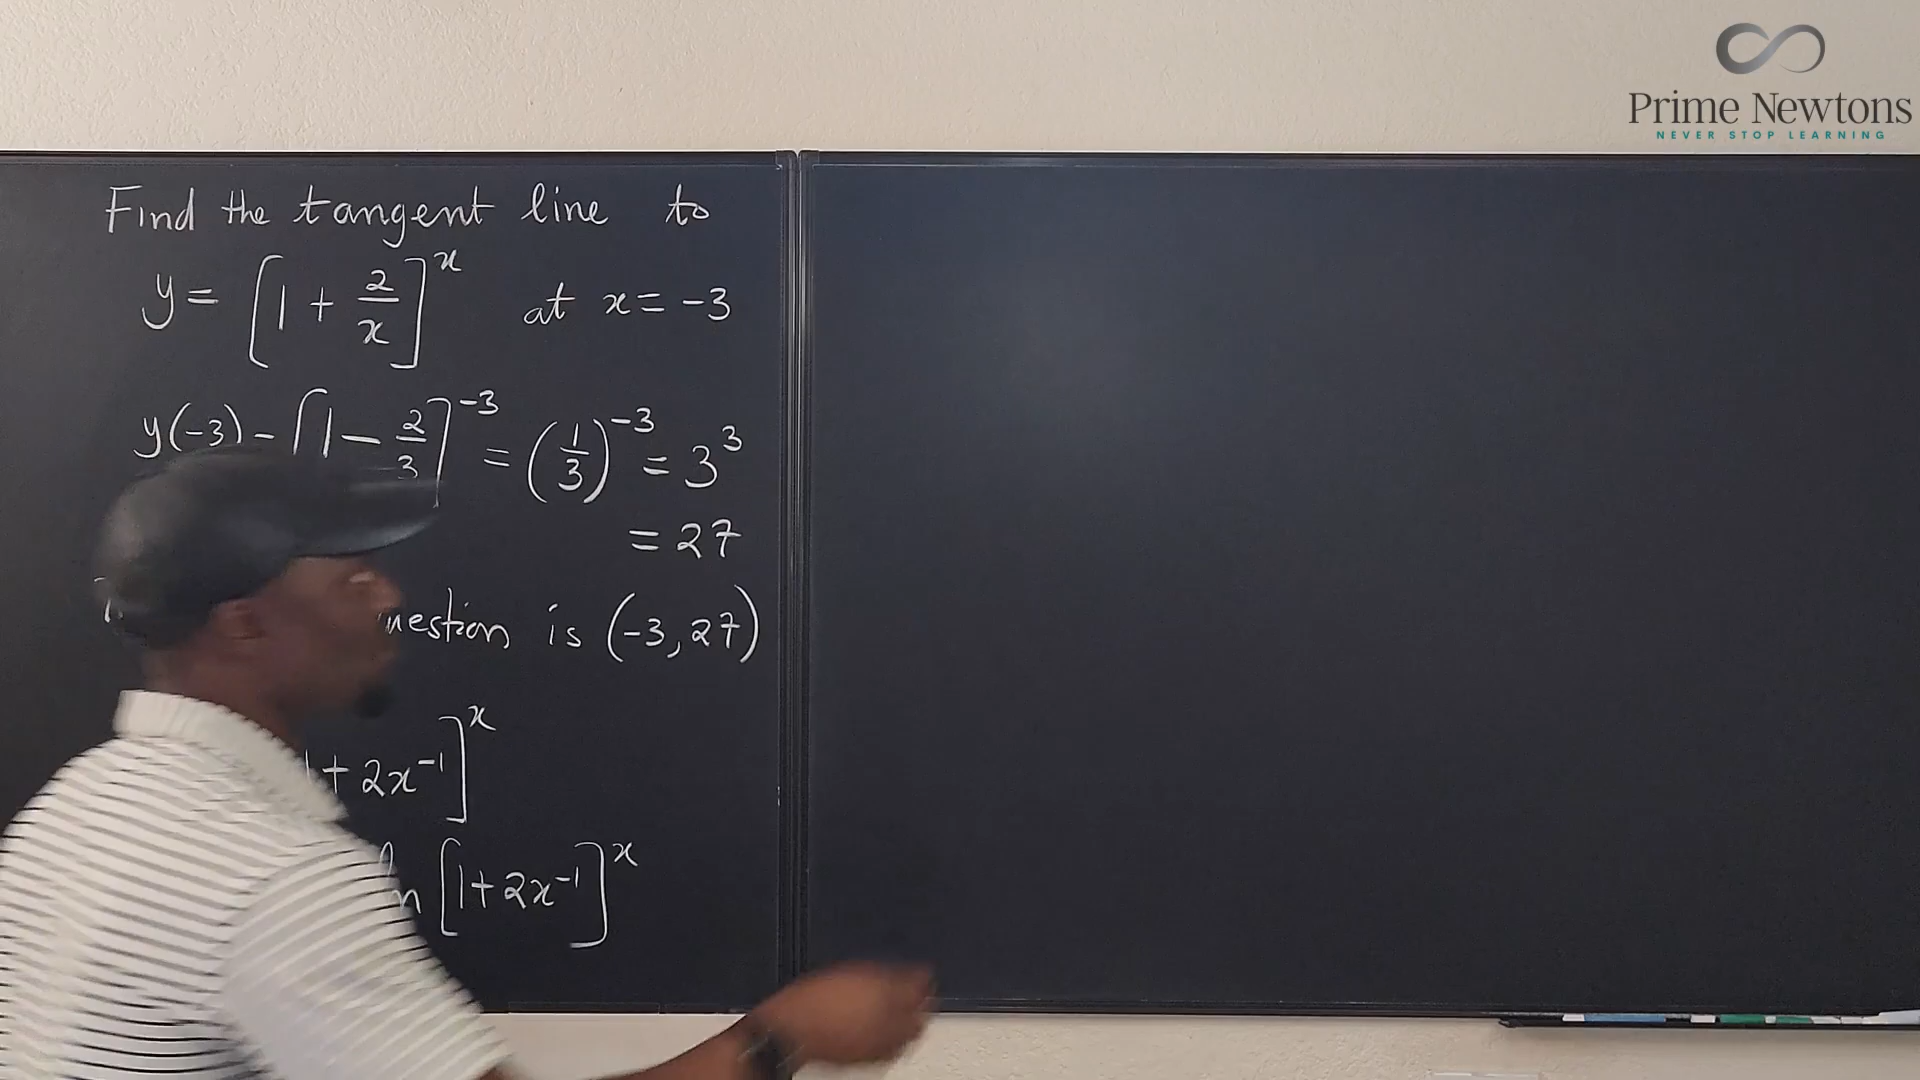 Prime Newtons
NEVER STOP LEARNING
Find the tangent line to
y = [1 + 2/x]^x at x = -3
y(-3) = [1 - 2/3]^-3 = (1/3)^-3 = 3^3
= 27
is (-3, 27)
1 + 2x^-1]^x
[1 + 2x^-1]^x